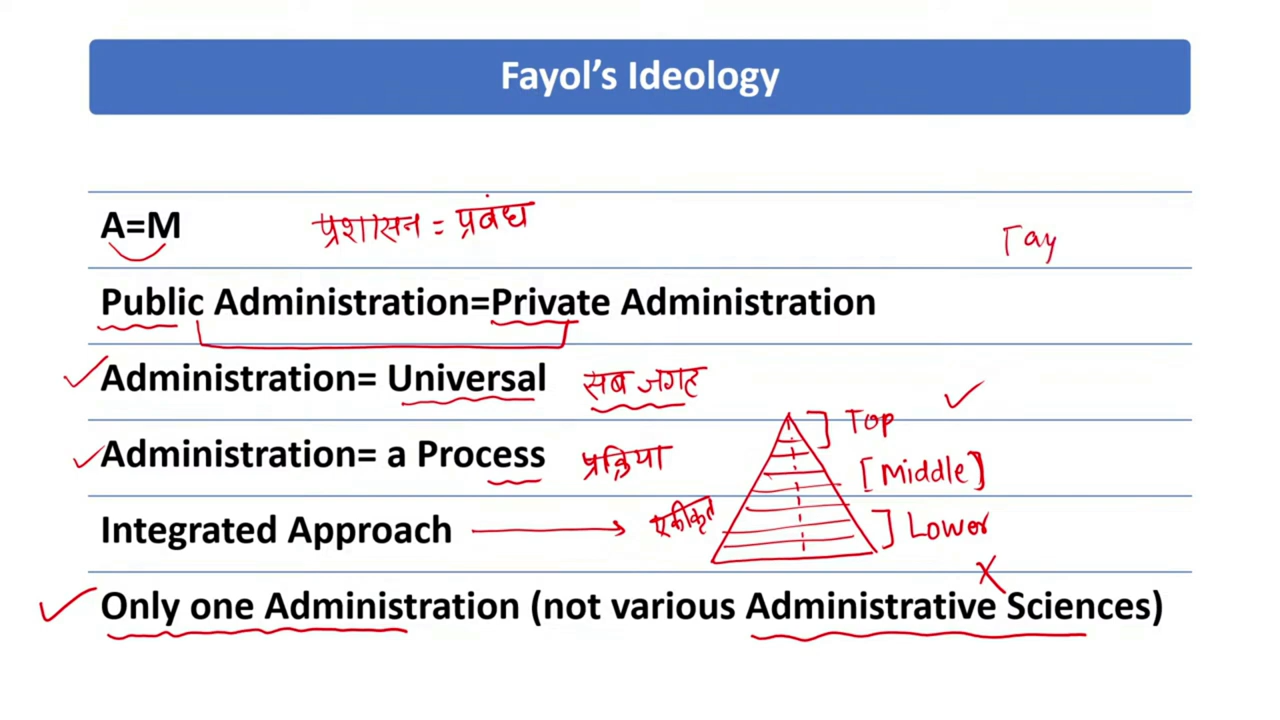 Fayol's Ideology
A=M प्रशासन = प्रबंध
Tay
Public Administration=Private Administration
Administration= Universal सब जगह
Top
Administration= a Process प्रक्रिया
[Middle]
Integrated Approach एकीकृत
Lower
Only one Administration (not various Administrative Sciences)